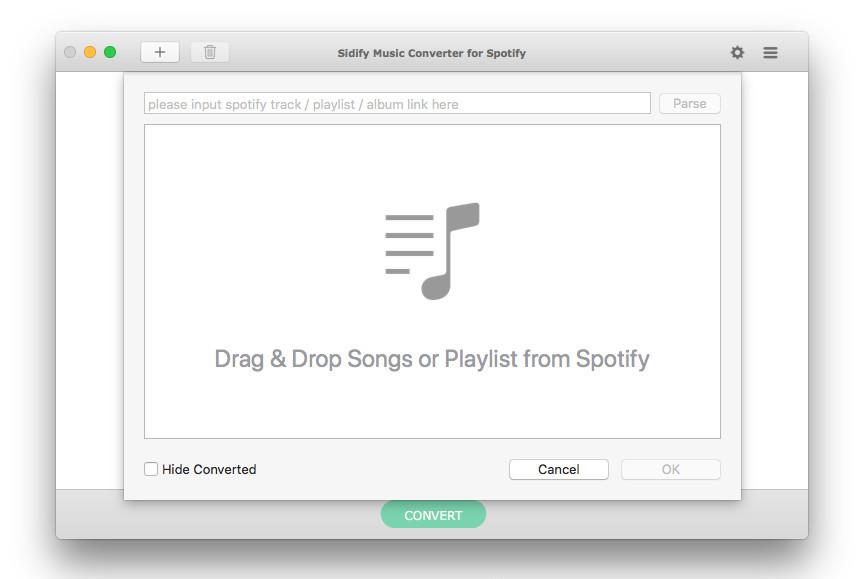 Sidify Music Converter for Spotify
please input spotify track / playlist / album link here
Parse
Drag & Drop Songs or Playlist from Spotify
Hide Converted
Cancel
OK
CONVERT